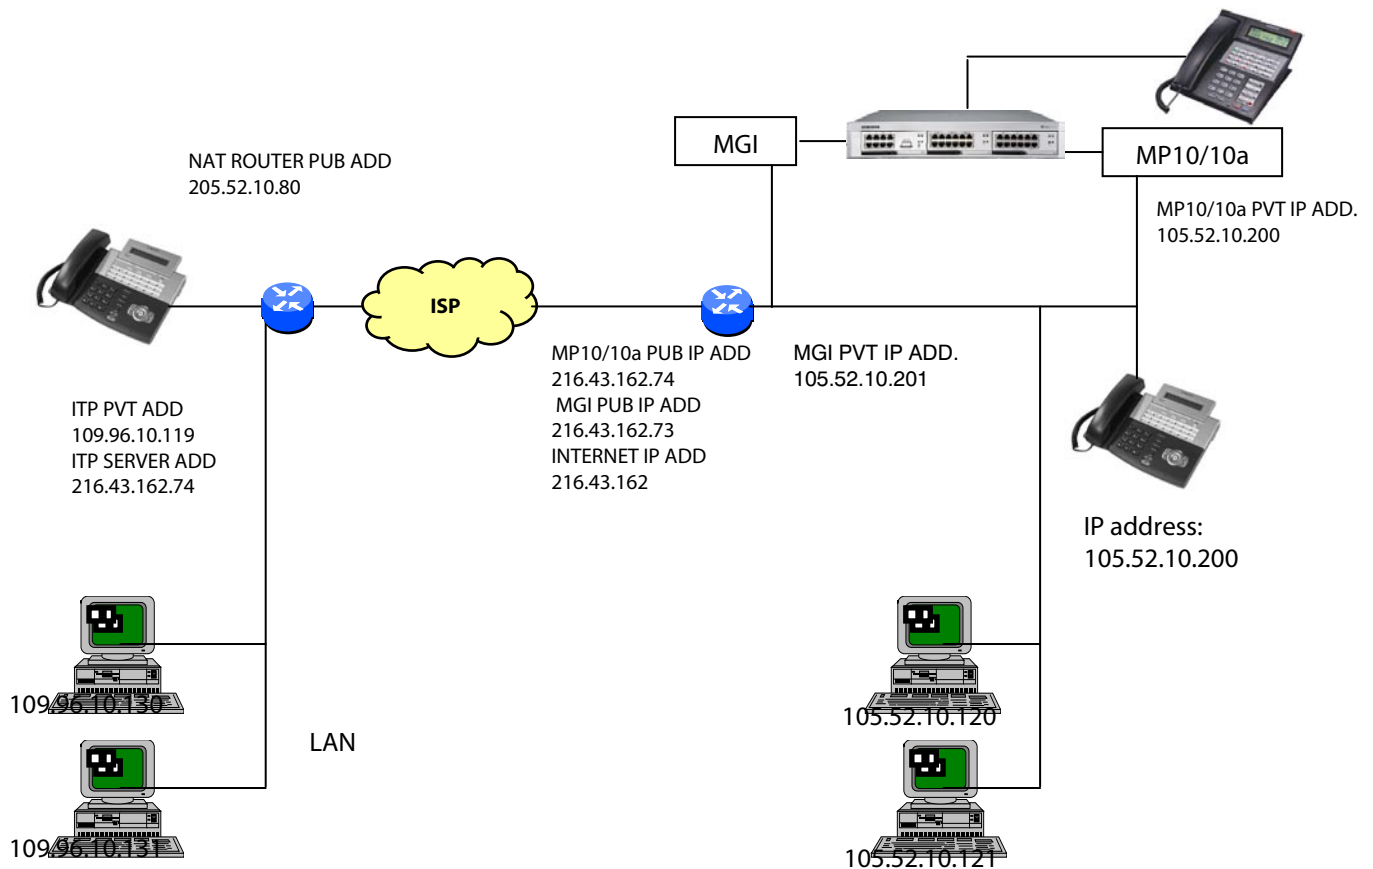 MGI
MP10/10a
NAT ROUTER PUB ADD
205.52.10.80
MP10/10a PVT IP ADD.
105.52.10.200
ISP
MP10/10a PUB IP ADD
216.43.162.74
MGI PUB IP ADD
216.43.162.73
INTERNET IP ADD
216.43.162
MGI PVT IP ADD.
105.52.10.201
ITP PVT ADD
109.96.10.119
ITP SERVER ADD
216.43.162.74
IP address:
105.52.10.200
109.96.10.130
105.52.10.120
LAN
109.96.10.131
105.52.10.121